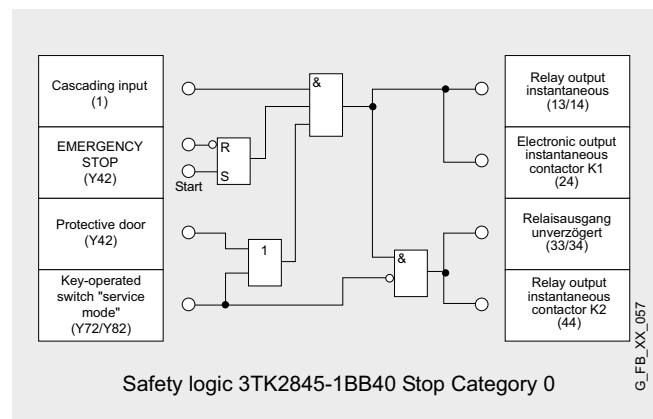 Cascading input
(1)
EMERGENCY
STOP
(Y42)
Protective door
(Y42)
Key-operated
switch "service
mode"
(Y72/Y82)
Start
R
S
1
&
&
Relay output
instantaneous
(13/14)
Electronic output
instantaneous
contactor K1
(24)
Relaisausgang
unverzögert
(33/34)
Relay output
instantaneous
contactor K2
(44)
G_FB_XX_057
Safety logic 3TK2845-1BB40 Stop Category 0